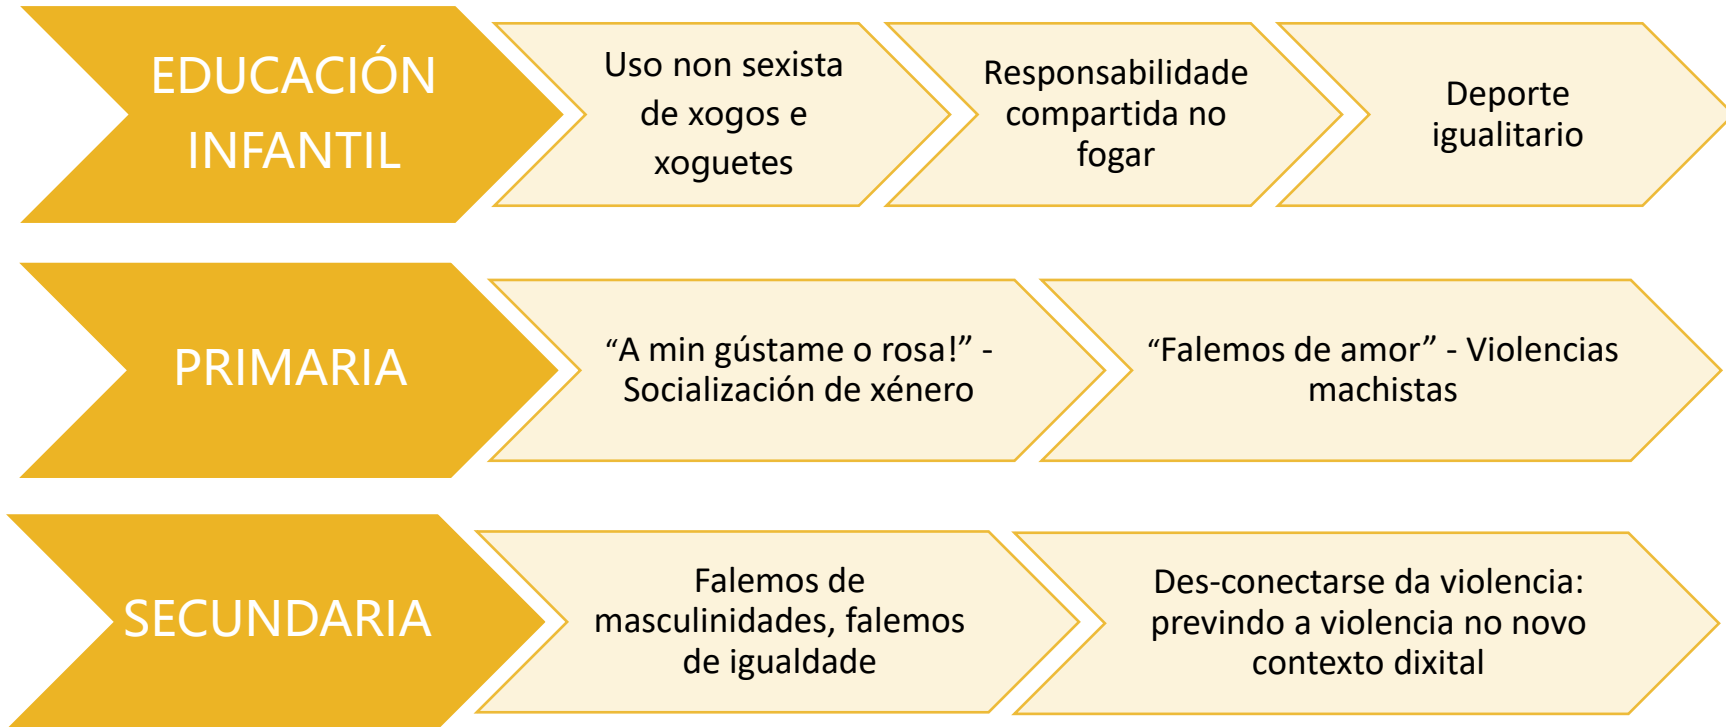 EDUCACIÓN
INFANTIL
Uso non sexista
de xogos e
xoguetes
Responsabilidade
compartida no
fogar
Deporte
igualitario
PRIMARIA
“A min gústame o rosa!” -
Socialización de xénero
“Falemos de amor” - Violencias
machistas
SECUNDARIA
Falemos de
masculinidades, falemos
de igualdade
Des-conectarse da violencia:
previndo a violencia no novo
contexto dixital